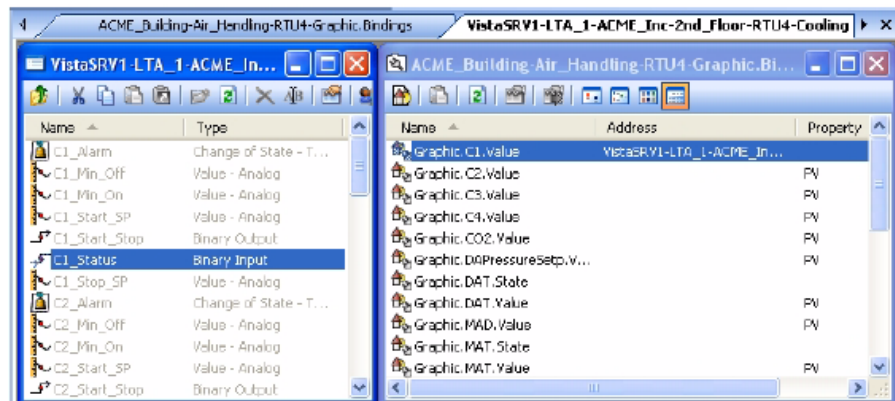 ACME_Building-Air_Handling-RTU4-Graphic.Bindings
VistaSRV1-LTA_1-ACME_Inc-2nd_Floor-RTU4-Cooling
VistaSRV1-LTA_1-ACME_In...
Name Type
C1_Alarm Change of State - T...
C1_Min_Off Value - Analog
C1_Min_On Value - Analog
C1_Start_SP Value - Analog
C1_Start_Stop Binary Output
C1_Status Binary Input
C1_Stop_SP Value - Analog
C2_Alarm Change of State - T...
C2_Min_Off Value - Analog
C2_Min_On Value - Analog
C2_Start_SP Value - Analog
C2_Start_Stop Binary Output
ACME_Building-Air_Handling-RTU4-Graphic.Bi...
Name Address Property
Graphic.C1.Value VistaSRV1-LTA_1-ACME_In...
Graphic.C2.Value PV
Graphic.C3.Value PV
Graphic.C4.Value PV
Graphic.CO2.Value PV
Graphic.DAPressureSetp.V... PV
Graphic.DAT.State
Graphic.DAT.Value PV
Graphic.MAD.Value PV
Graphic.MAT.State
Graphic.MAT.Value PV